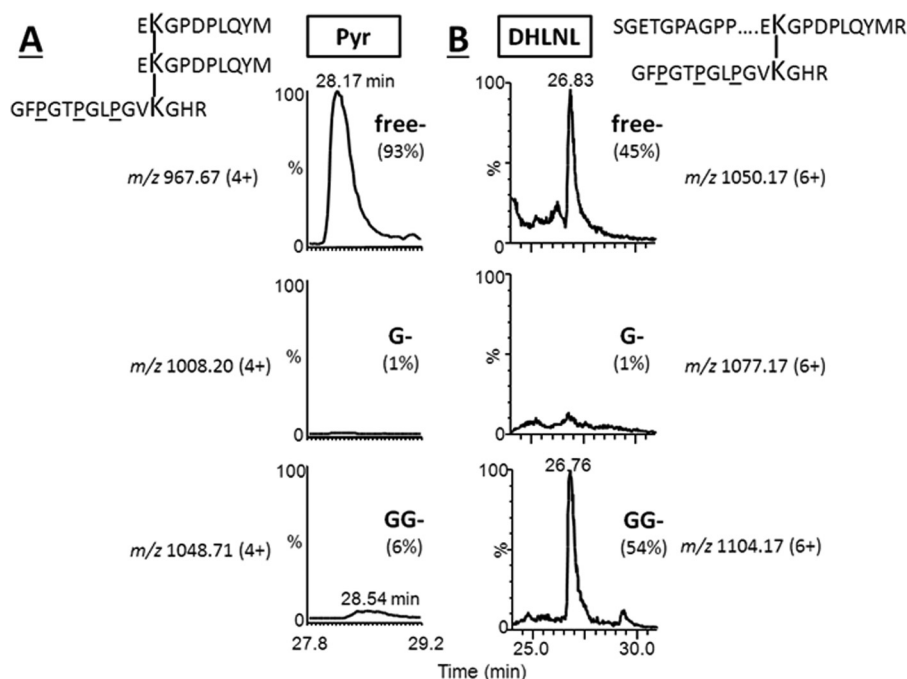 A
EKGPDPLQYM
EKGPDPLQYM
GFPGTPGLPGVKGHR
Pyr
28.17 min
100
%
0
free-
(93%)
m/z 967.67 (4+)
100
%
0
G-
(1%)
m/z 1008.20 (4+)
100
%
0
GG-
(6%)
m/z 1048.71 (4+)
28.54 min
27.8
29.2
B
DHLNL
SGETGPAGPP ....EKGPDPLQYMR
GFPGTPGLPGVKGHR
26.83
100
%
0
free-
(45%)
m/z 1050.17 (6+)
100
%
0
G-
(1%)
m/z 1077.17 (6+)
26.76
100
%
0
GG-
(54%)
m/z 1104.17 (6+)
25.0
30.0
Time (min)